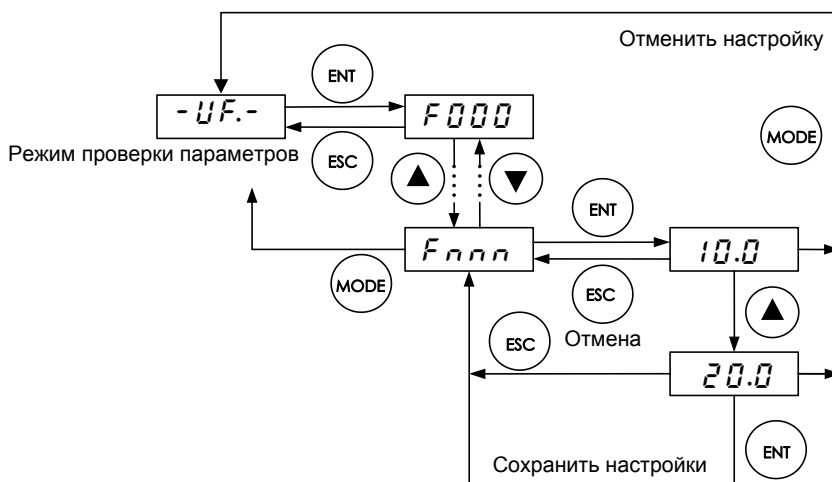 Отменить настройку
ENT
-UF.-
F000
MODE
Режим проверки параметров
ESC
ENT
Fnnn
10.0
MODE
ESC
Отмена
ESC
20.0
ENT
Сохранить настройки